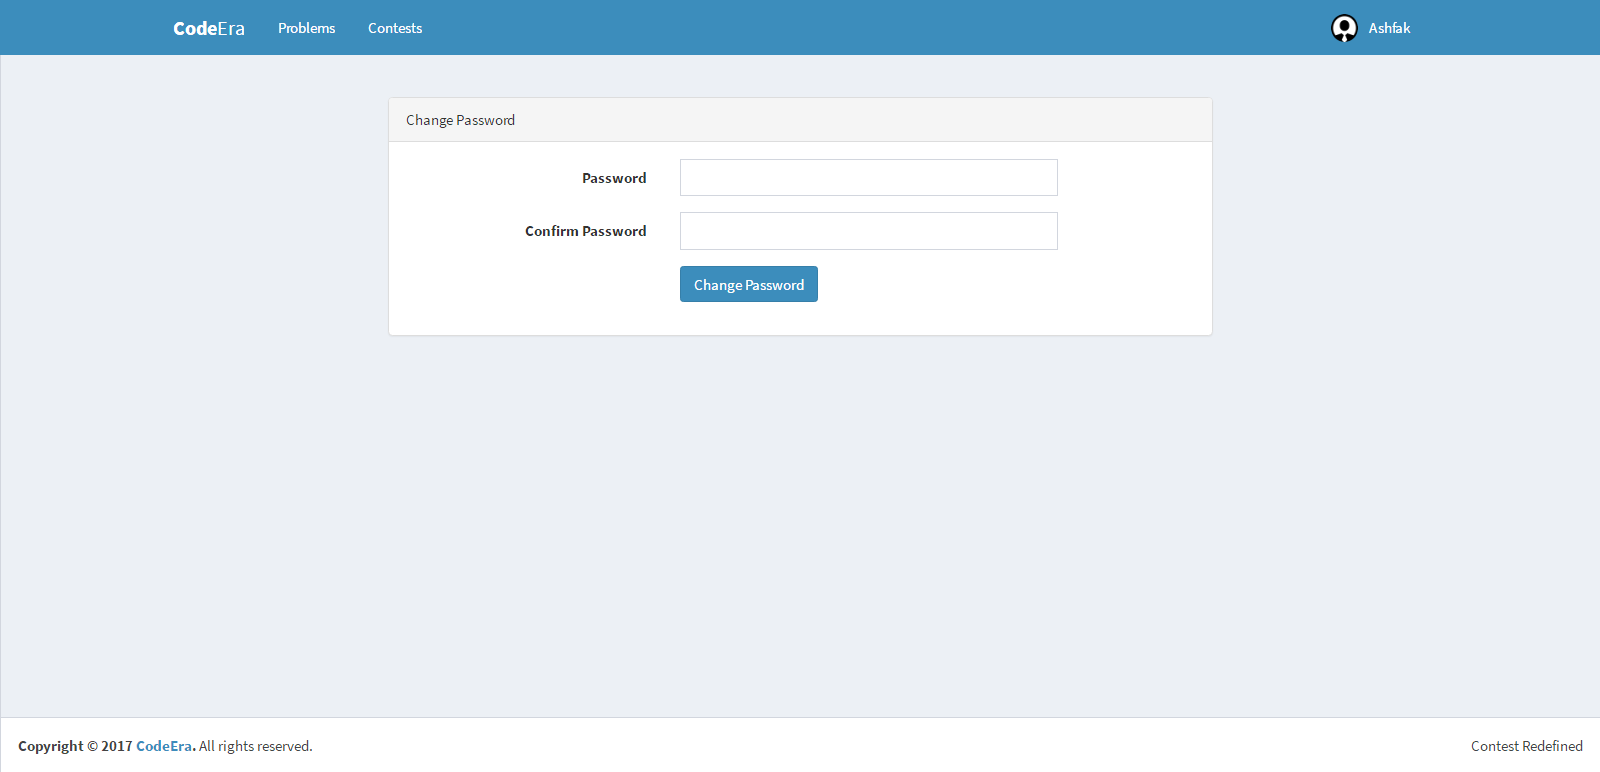 CodeEra Problems Contests Ashfak
Change Password
Password
Confirm Password
Change Password
Copyright © 2017 CodeEra. All rights reserved. Contest Redefined